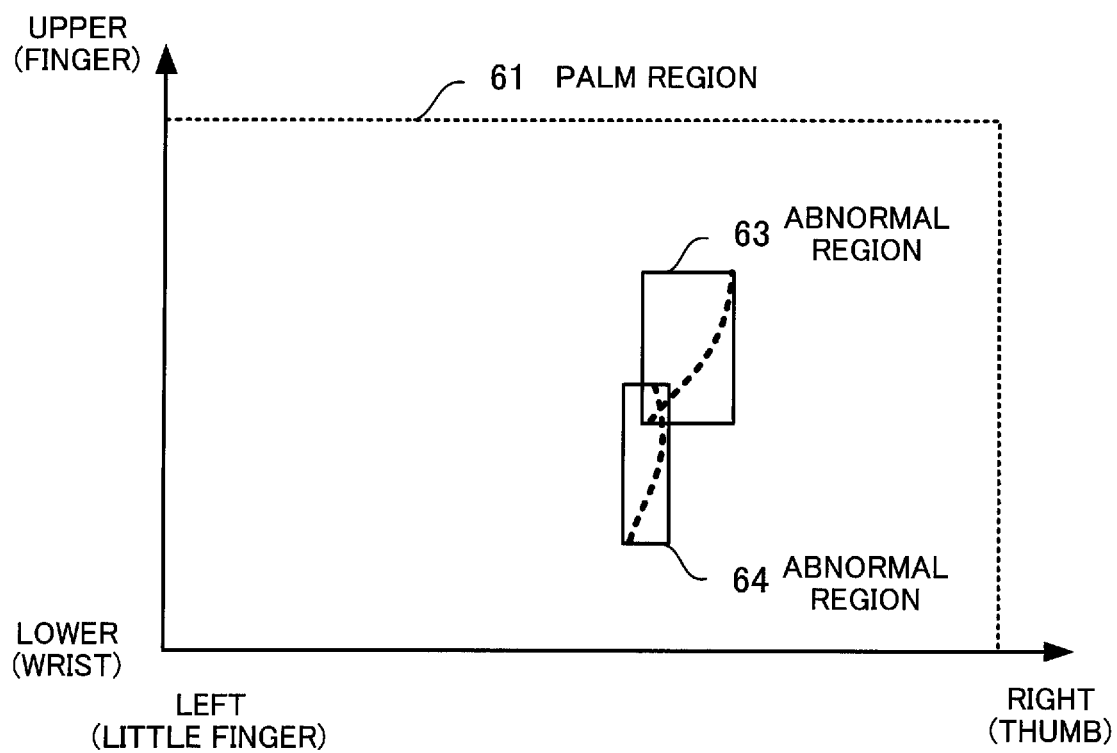 UPPER
(FINGER)
61 PALM REGION
63 ABNORMAL
REGION
64 ABNORMAL
REGION
LOWER
(WRIST)
LEFT
(LITTLE FINGER)
RIGHT
(THUMB)